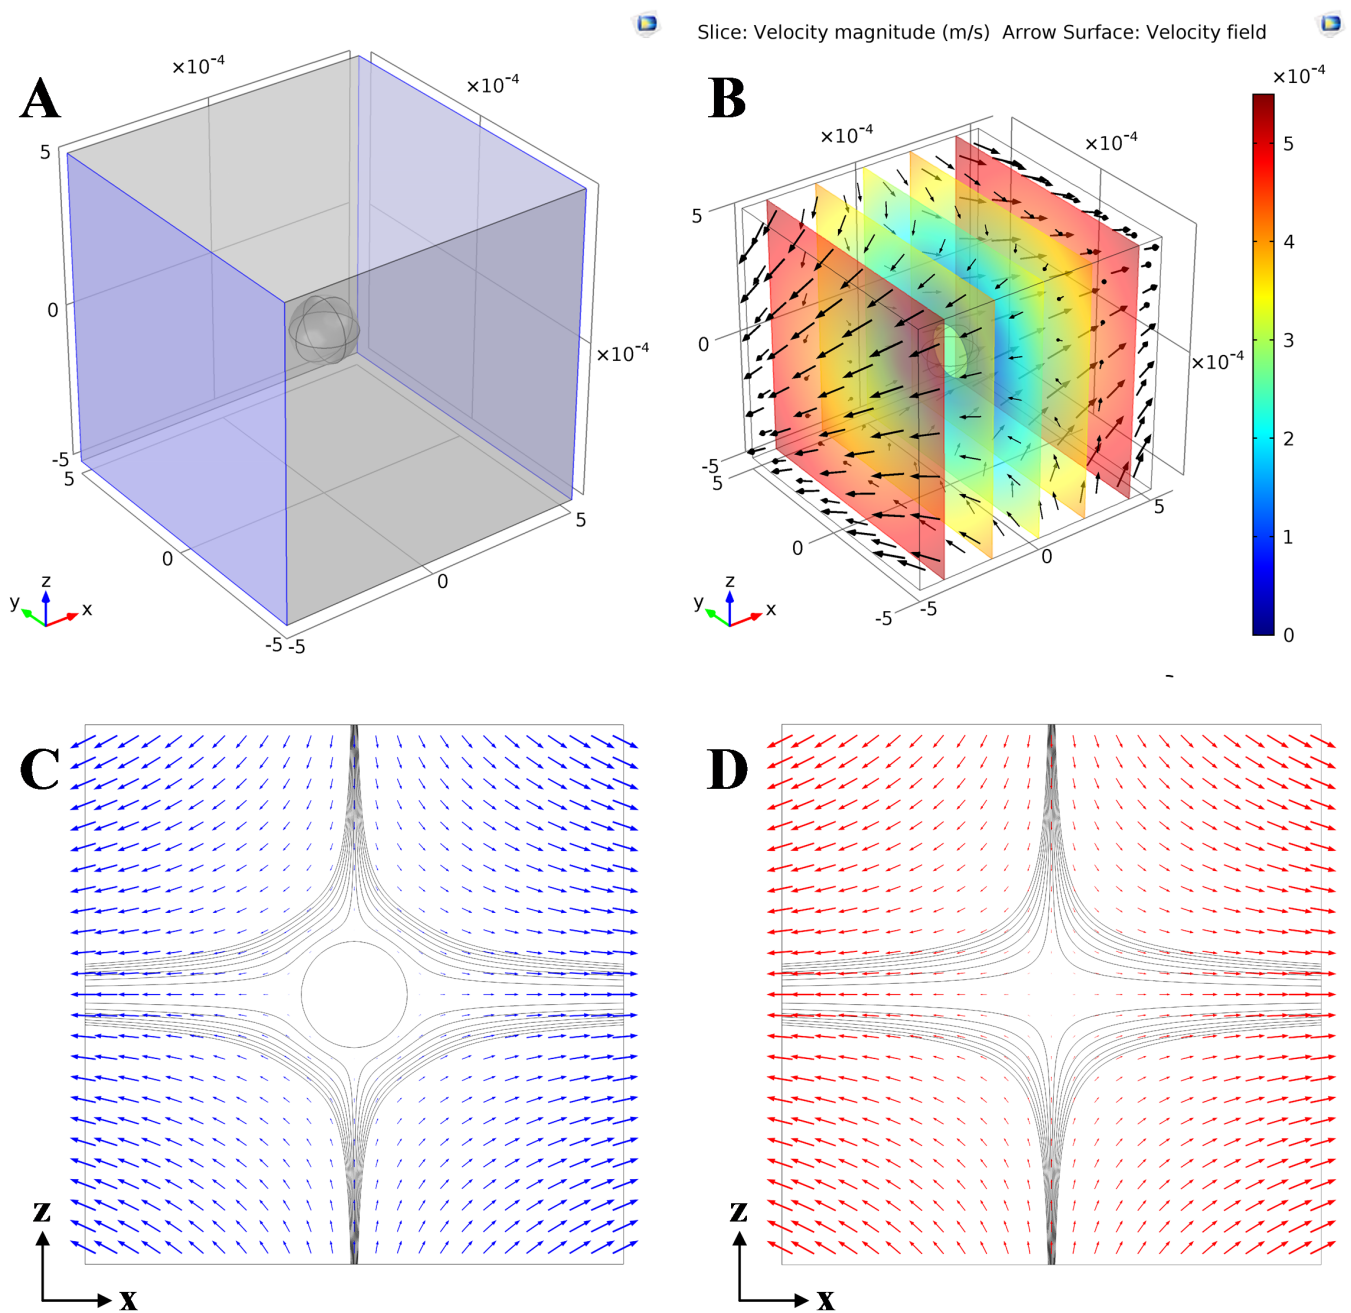 Slice: Velocity magnitude (m/s) Arrow Surface: Velocity field
A
×10⁻⁴
×10⁻⁴
5
0
-5
×10⁻⁴
5
0
-5
-5
0
5
z
y
x
B
×10⁻⁴
×10⁻⁴
×10⁻⁴
5
0
-5
×10⁻⁴
5
0
-5
-5
0
5
5
4
3
2
1
0
z
y
x
C
z
x
D
z
x